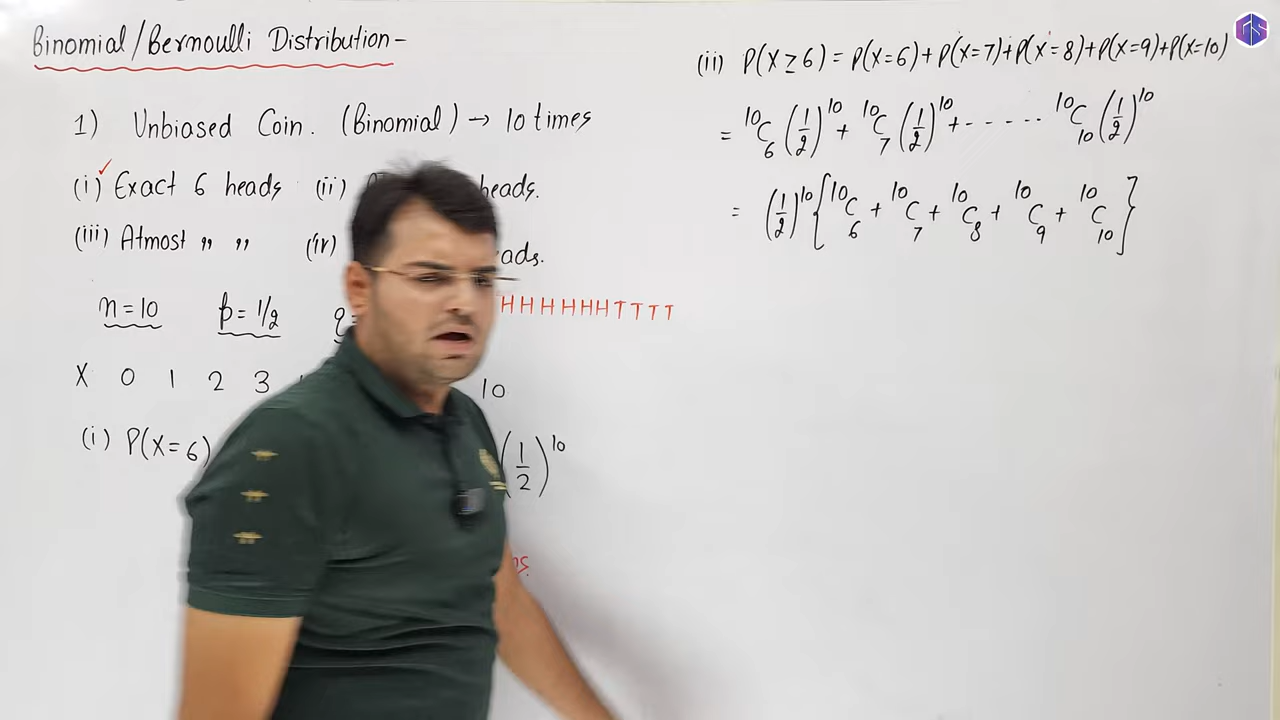 Binomial/Bernoulli Distribution-
1) Unbiased Coin. (Binomial) → 10 times
(i) Exact 6 heads (ii) heads.
(iii) Atmost " " (iv) ads.
n=10 p=1/2 q=
HHHHHHTTTT
X 0 1 2 3 10
(i) P(X=6) (1/2)^10
(ii) P(X≥6) = P(X=6)+P(X=7)+P(X=8)+P(X=9)+P(X=10)
= ¹⁰C₆ (1/2)^10 + ¹⁰C₇ (1/2)^10 +------ ¹⁰C₁₀ (1/2)^10
= (1/2)^10 {¹⁰C₆ + ¹⁰C₇ + ¹⁰C₈ + ¹⁰C₉ + ¹⁰C₁₀}